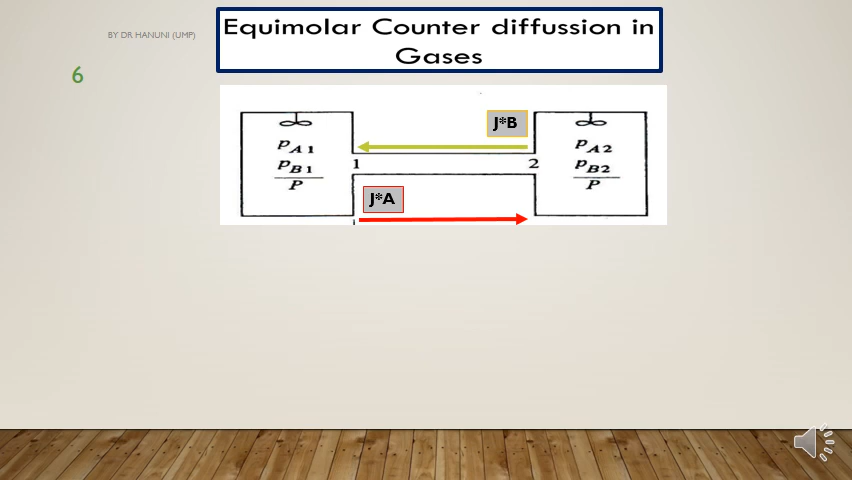 BY DR HANUNI (UMP)
Equimolar Counter diffussion in
Gases
6
J*B
pA1
pB1
P
1
2
pA2
pB2
P
J*A